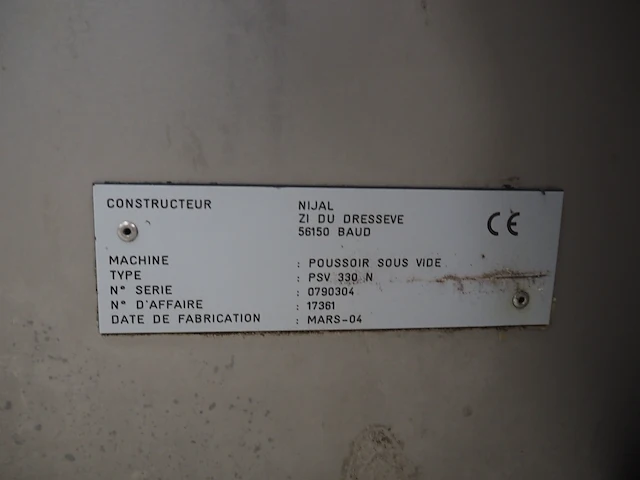 CONSTRUCTEUR NIJAL
ZI DU DRESSEVE
56150 BAUD
CE
MACHINE : POUSSOIR SOUS VIDE
TYPE : PSV 330 N
N° SERIE : 0790304
N° D'AFFAIRE : 17361
DATE DE FABRICATION : MARS-04